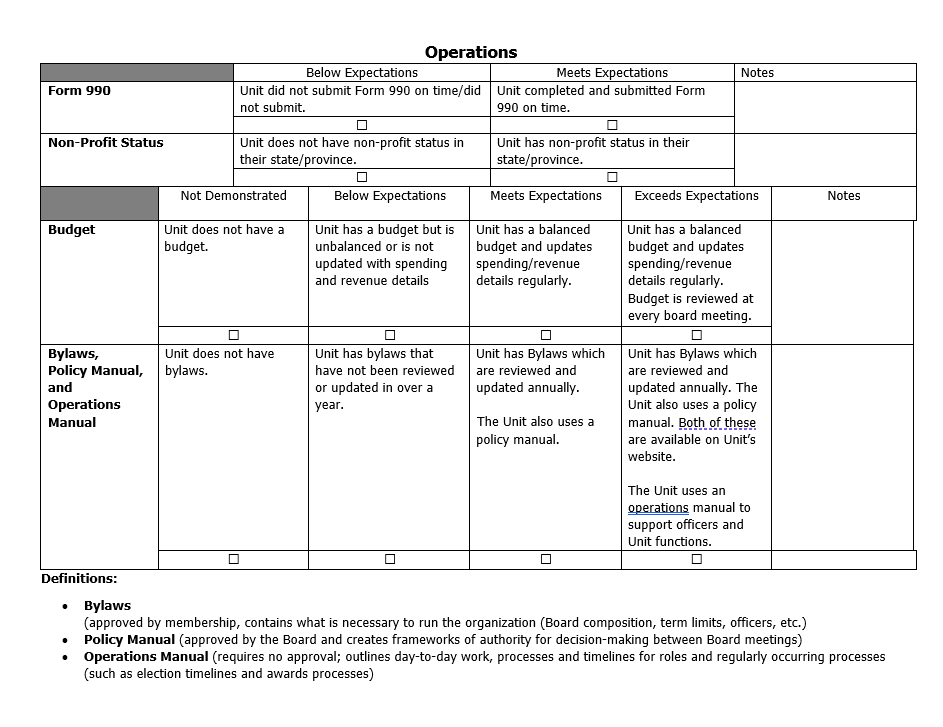 Operations
Below Expectations Meets Expectations Notes
Form 990
Unit did not submit Form 990 on time/did
not submit.
☐
Unit completed and submitted Form
990 on time.
☐
Non-Profit Status
Unit does not have non-profit status in
their state/province.
☐
Unit has non-profit status in their
state/province.
☐
Not Demonstrated Below Expectations Meets Expectations Exceeds Expectations Notes
Budget
Unit does not have a
budget.
☐
Unit has a budget but is
unbalanced or is not
updated with spending
and revenue details
☐
Unit has a balanced
budget and updates
spending/revenue
details regularly.
☐
Unit has a balanced
budget and updates
spending/revenue
details regularly.
Budget is reviewed at
every board meeting.
☐
Bylaws,
Policy Manual,
and
Operations
Manual
Unit does not have
bylaws.
☐
Unit has bylaws that
have not been reviewed
or updated in over a
year.
☐
Unit has Bylaws which
are reviewed and
updated annually.
The Unit also uses a
policy manual.
☐
Unit has Bylaws which
are reviewed and
updated annually. The
Unit also uses a policy
manual. Both of these
are available on Unit's
website.
The Unit uses an
operations manual to
support officers and
Unit functions.
☐
Definitions:
• Bylaws
(approved by membership, contains what is necessary to run the organization (Board composition, term limits, officers, etc.)
• Policy Manual (approved by the Board and creates frameworks of authority for decision-making between Board meetings)
• Operations Manual (requires no approval; outlines day-to-day work, processes and timelines for roles and regularly occurring processes
(such as election timelines and awards processes)